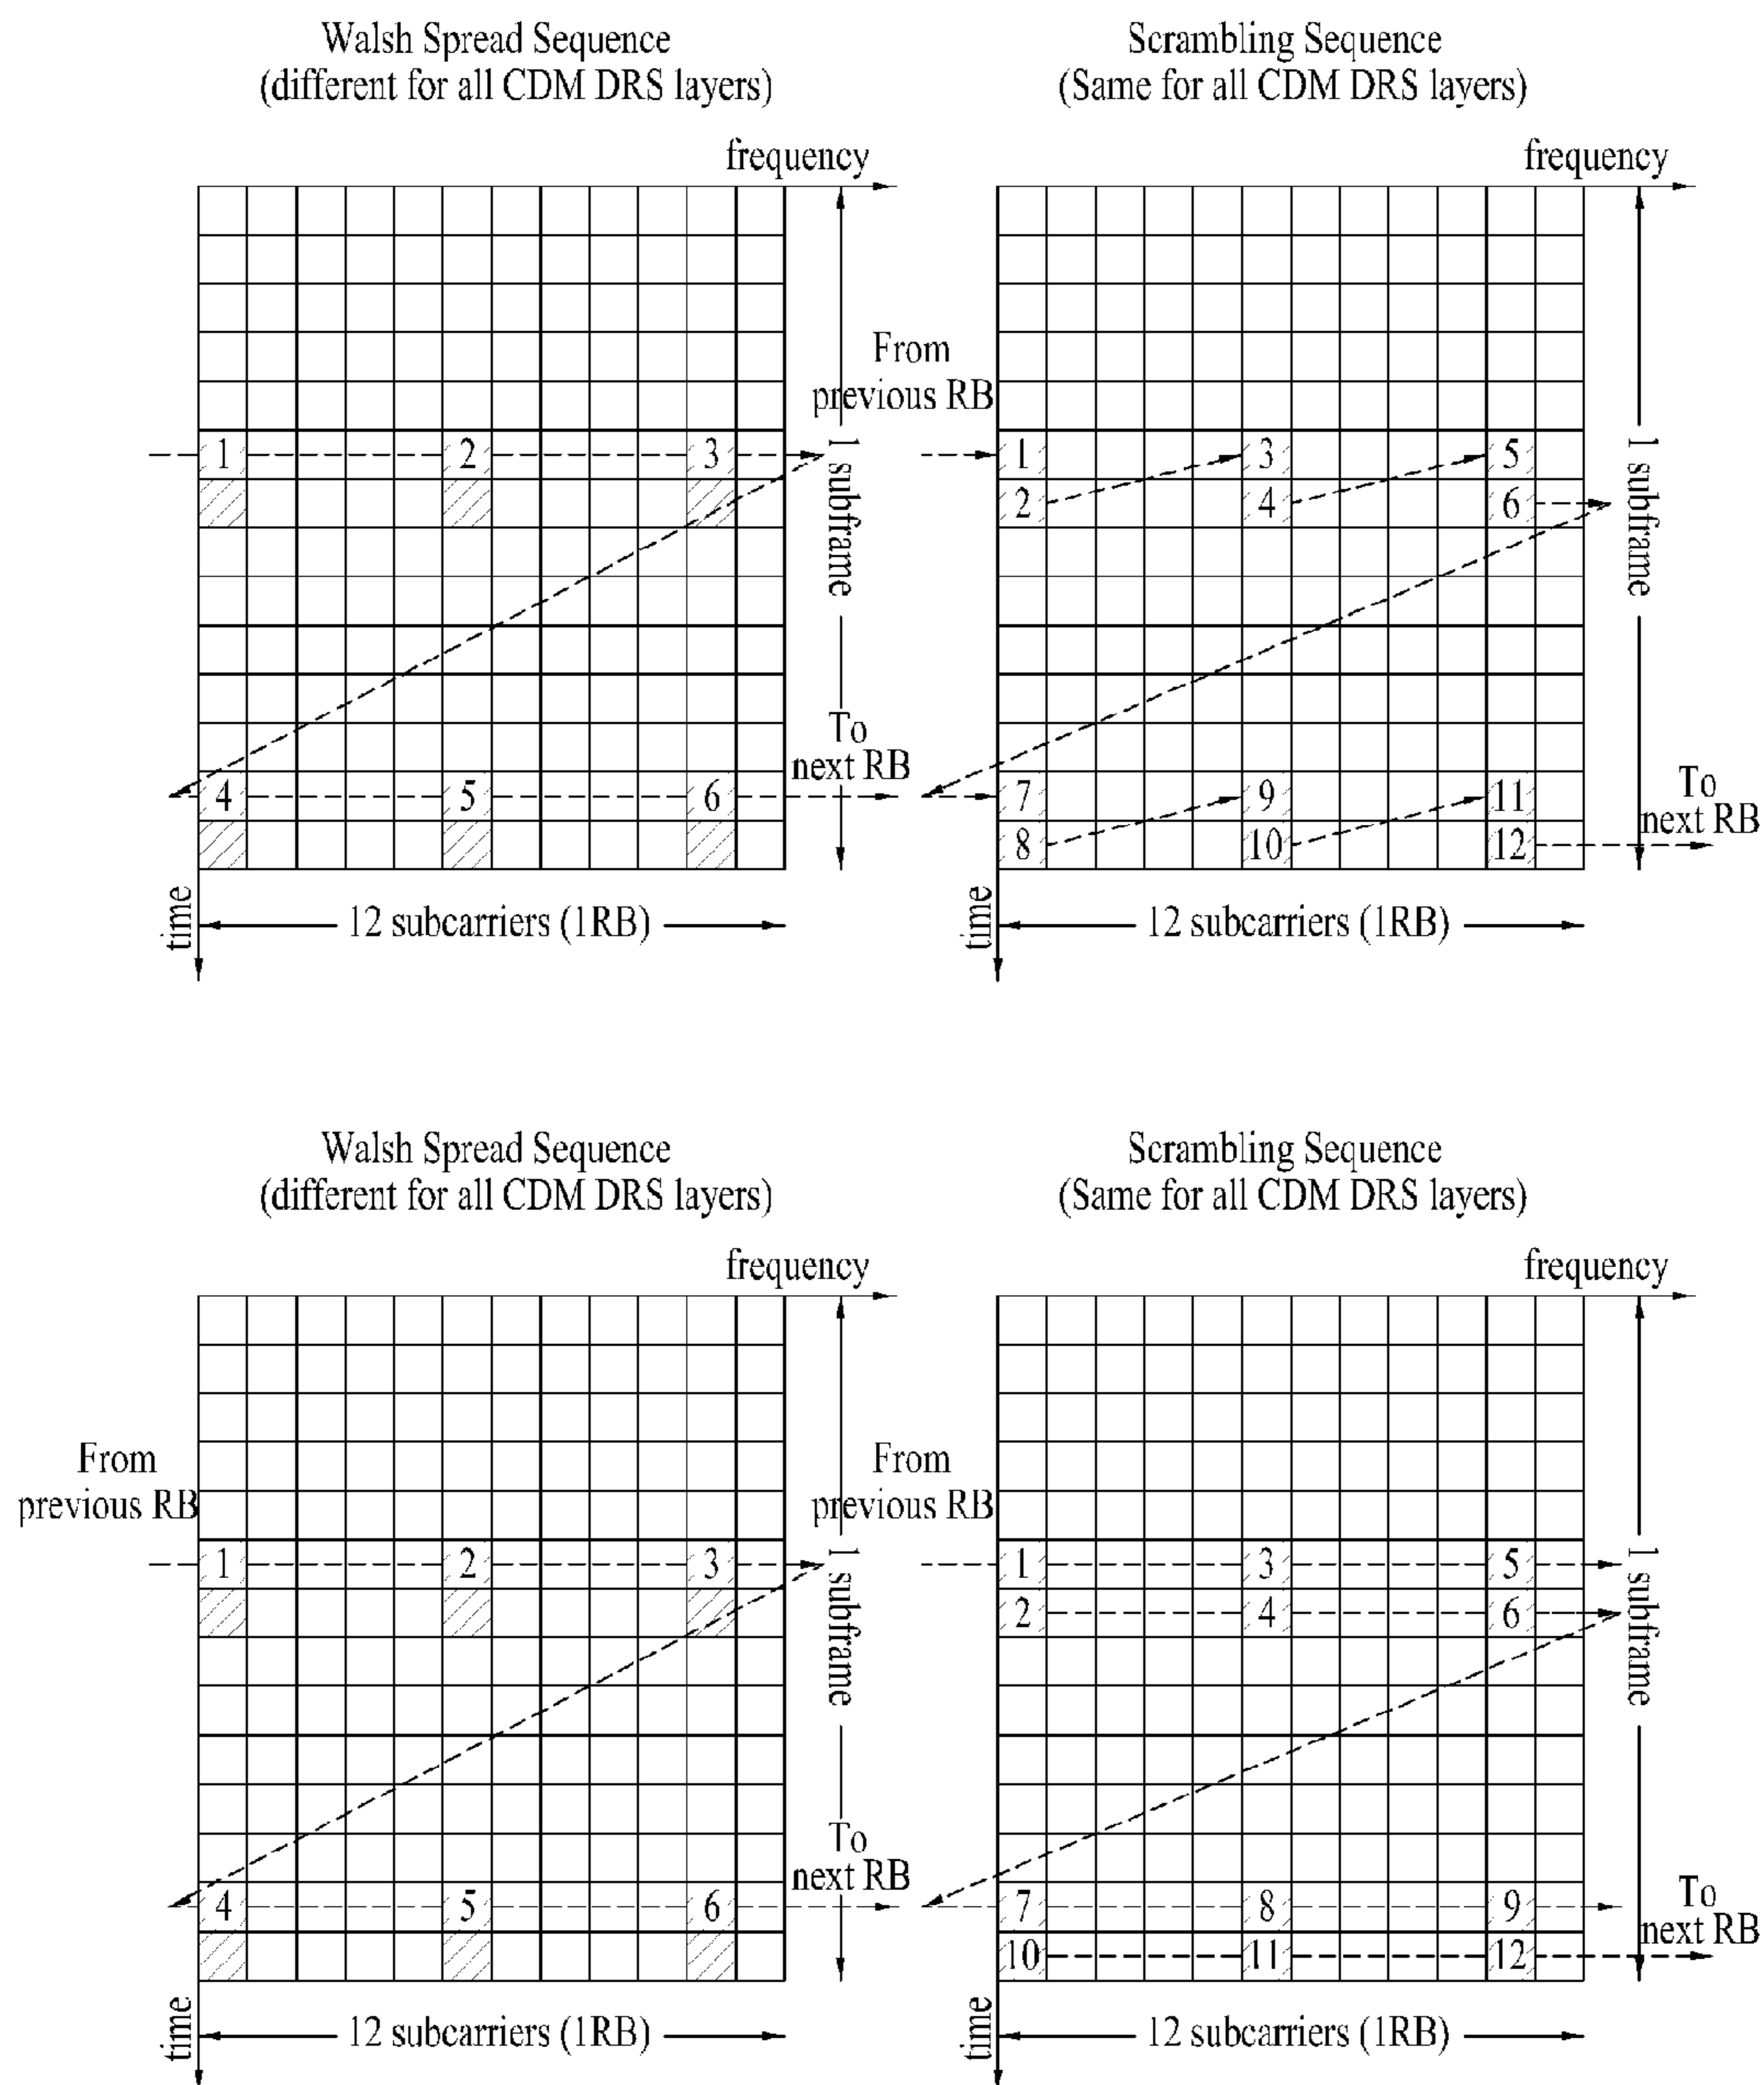 Walsh Spread Sequence
(different for all CDM DRS layers)
frequency
1 2 3
1 subframe
To
next RB
4 5 6
time
12 subcarriers (1RB)
Scrambling Sequence
(Same for all CDM DRS layers)
frequency
From
previous RB
1 3 5
2 4 6
1 subframe
7 9 11
8 10 12
To
next RB
time
12 subcarriers (1RB)
Walsh Spread Sequence
(different for all CDM DRS layers)
frequency
From
previous RB
1 2 3
1 subframe
To
next RB
4 5 6
time
12 subcarriers (1RB)
Scrambling Sequence
(Same for all CDM DRS layers)
frequency
From
previous RB
1 3 5
2 4 6
1 subframe
7 8 9
10 11 12
To
next RB
time
12 subcarriers (1RB)